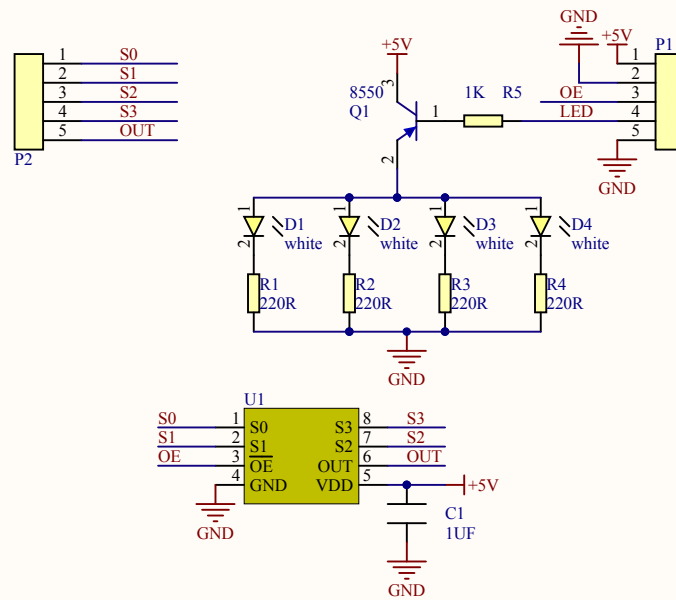 GND
+5V
+5V
P1
1 S0
2 S1
3 S2
4 S3
5 OUT
P2
3
8550
Q1
1
1K R5
2
1
2
OE 3
LED 4
5
GND
1
2
D1
white
1
2
D2
white
1
2
D3
white
1
2
D4
white
R1
220R
R2
220R
R3
220R
R4
220R
GND
U1
S0 1 S0 S3 8 S3
S1 2 S1 S2 7 S2
OE 3 OE OUT 6 OUT
4 GND VDD 5 +5V
GND
C1
1UF
GND